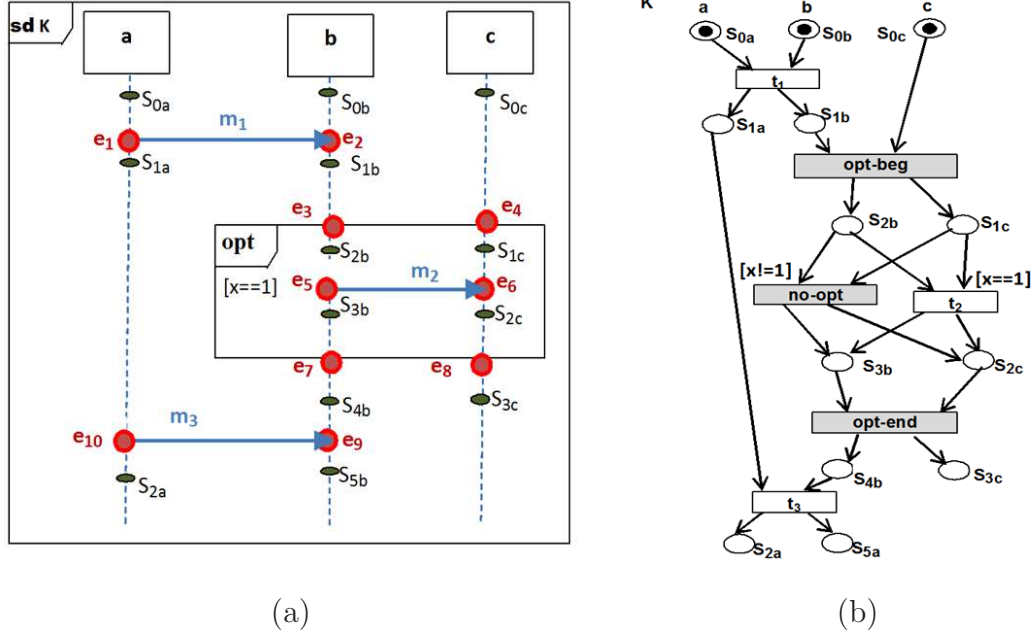 sd K
a
b
c
S0a
S0b
S0c
e1
m1
e2
S1a
S1b
e3
e4
opt
S2b
S1c
[x==1]
e5
m2
e6
S3b
S2c
e7
e8
S4b
S3c
m3
e10
e9
S2a
S5b
(a)
K
a
b
c
S0a
S0b
S0c
t1
S1a
S1b
opt-beg
S2b
S1c
[x!=1]
[x==1]
no-opt
t2
S3b
S2c
opt-end
S4b
S3c
t3
S2a
S5a
(b)